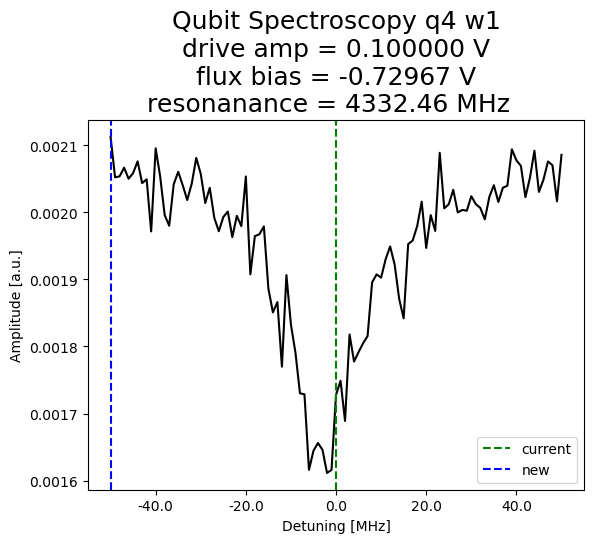 Qubit Spectroscopy q4 w1
drive amp = 0.100000 V
flux bias = -0.72967 V
resonanance = 4332.46 MHz
0.0021
0.0020
0.0019
0.0018
0.0017
0.0016
Amplitude [a.u.]
-40.0
-20.0
0.0
20.0
40.0
Detuning [MHz]
current
new